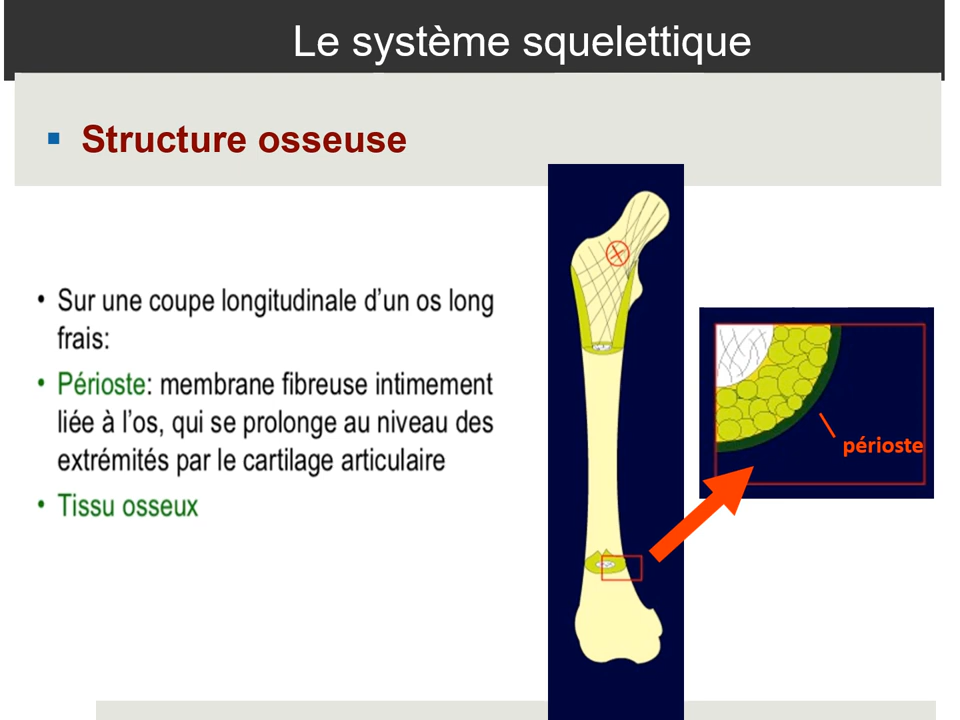 Le système squelettique
▪ Structure osseuse
• Sur une coupe longitudinale d'un os long
frais:
• Périoste: membrane fibreuse intimement
liée à l'os, qui se prolonge au niveau des
extrémités par le cartilage articulaire
• Tissu osseux
périoste